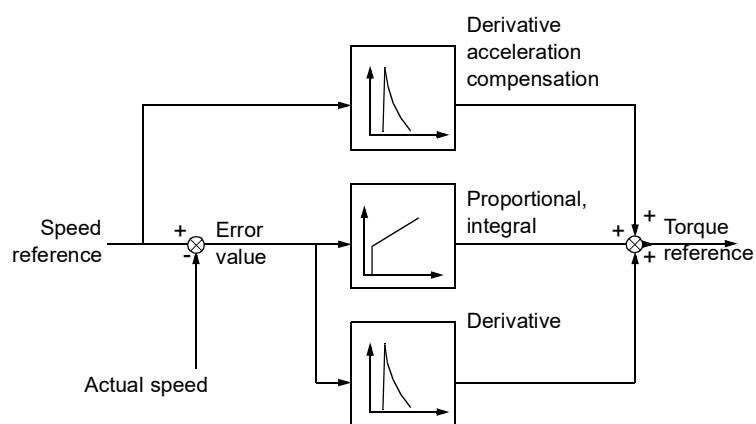 Derivative
acceleration
compensation
Proportional,
integral
Speed
reference
+
-
Error
value
+
+
+
Torque
reference
Derivative
Actual speed